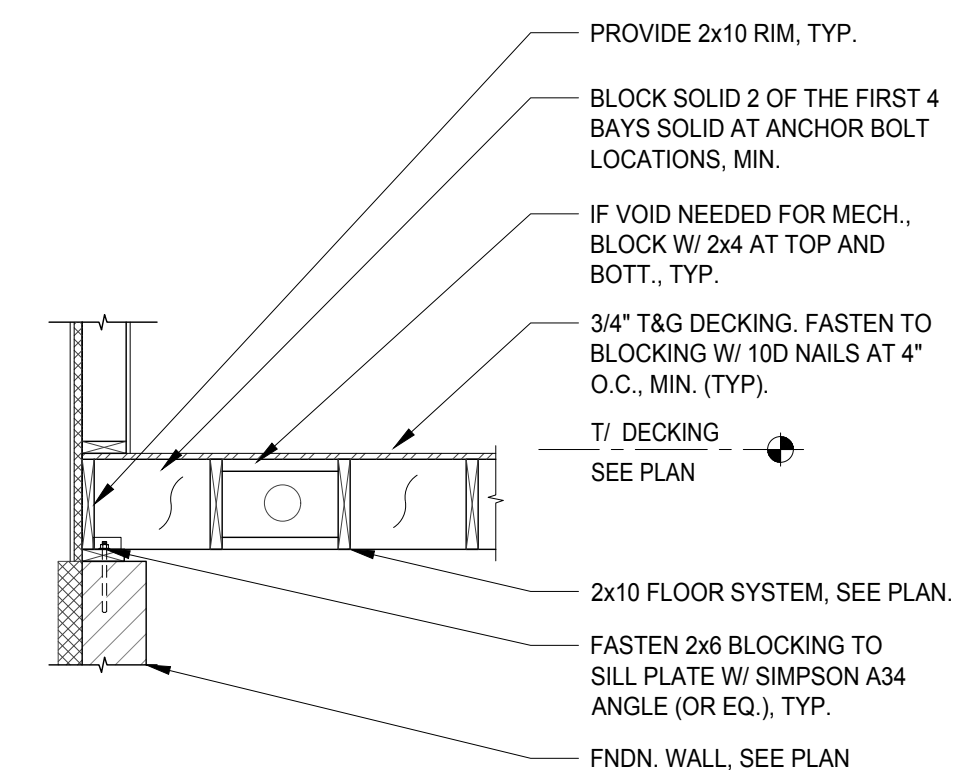 PROVIDE 2x10 RIM, TYP.
BLOCK SOLID 2 OF THE FIRST 4
BAYS SOLID AT ANCHOR BOLT
LOCATIONS, MIN.
IF VOID NEEDED FOR MECH.,
BLOCK W/ 2x4 AT TOP AND
BOTT., TYP.
3/4" T&G DECKING. FASTEN TO
BLOCKING W/ 10D NAILS AT 4"
O.C., MIN. (TYP).
T/ DECKING
SEE PLAN
2x10 FLOOR SYSTEM, SEE PLAN.
FASTEN 2x6 BLOCKING TO
SILL PLATE W/ SIMPSON A34
ANGLE (OR EQ.), TYP.
FNDN. WALL, SEE PLAN